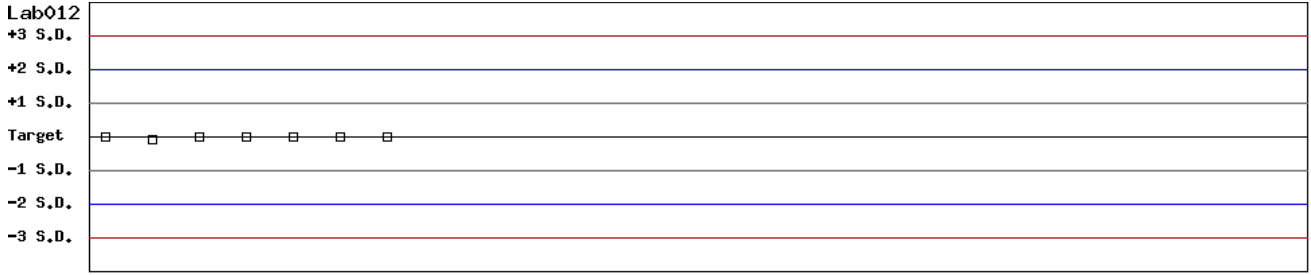 Lab012
+3 S.D.
+2 S.D.
+1 S.D.
Target
-1 S.D.
-2 S.D.
-3 S.D.